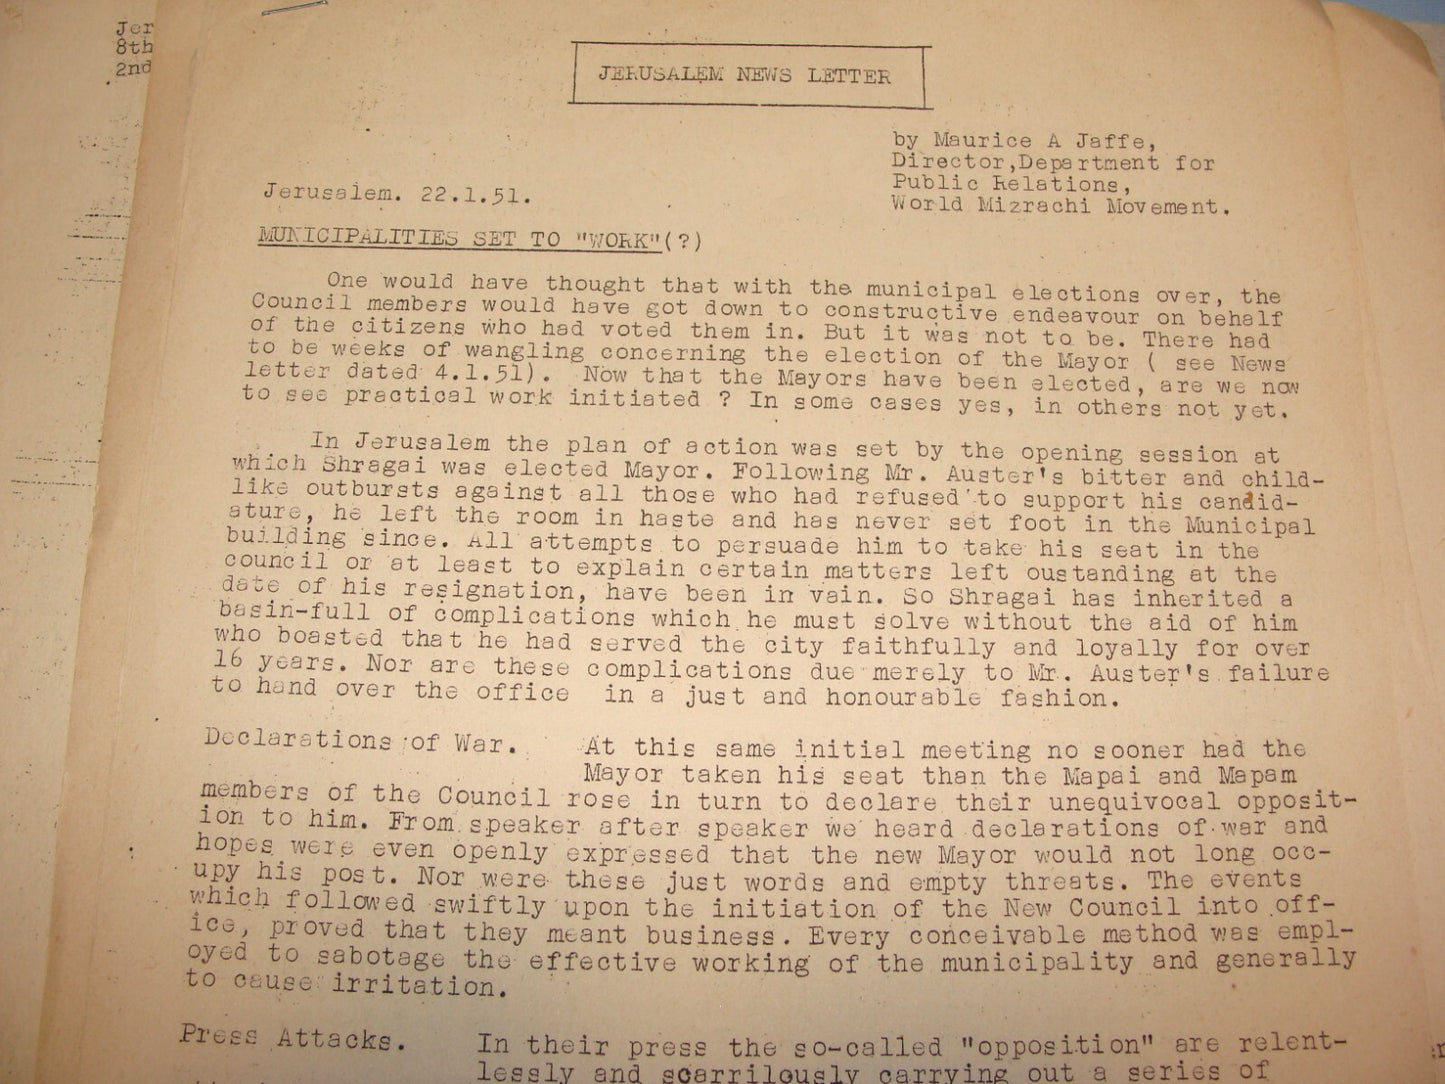 Jer
8th
2nd
JERUSALEM NEWS LETTER
by Maurice A Jaffe,
Director,Department for
Public Relations,
World Mizrachi Movement.
Jerusalem. 22.1.51.
MUNICIPALITIES SET TO "WORK"(?)
One would have thought that with the municipal elections over, the
Council members would have got down to constructive endeavour on behalf
of the citizens who had voted them in. But it was not to be. There had
to be weeks of wangling concerning the election of the Mayor ( see News
letter dated 4.1.51). Now that the Mayors have been elected, are we now
to see practical work initiated ? In some cases yes, in others not yet.
In Jerusalem the plan of action was set by the opening session at
which Shragai was elected Mayor. Following Mr. Auster's bitter and child-
like outbursts against all those who had refused to support his candid-
ature, he left the room in haste and has never set foot in the Municipal
building since. All attempts to persuade him to take his seat in the
council or at least to explain certain matters left oustanding at the
date of his resignation, have been in vain. So Shragai has inherited a
basin-full of complications which he must solve without the aid of him
who boasted that he had served the city faithfully and loyally for over
16 years. Nor are these complications due merely to Mr. Auster's failure
to hand over the office in a just and honourable fashion.
Declarations of War. At this same initial meeting no sooner had the
Mayor taken his seat than the Mapai and Mapam
members of the Council rose in turn to declare their unequivocal opposit-
ion to him. From speaker after speaker we heard declarations of war and
hopes were even openly expressed that the new Mayor would not long occ-
upy his post. Nor were these just words and empty threats. The events
which followed swiftly upon the initiation of the New Council into off-
ice, proved that they meant business. Every conceivable method was empl-
oyed to sabotage the effective working of the municipality and generally
to cause irritation.
Press Attacks. In their press the so-called "opposition" are relent-
lessly and scarrilously carrying out a series of